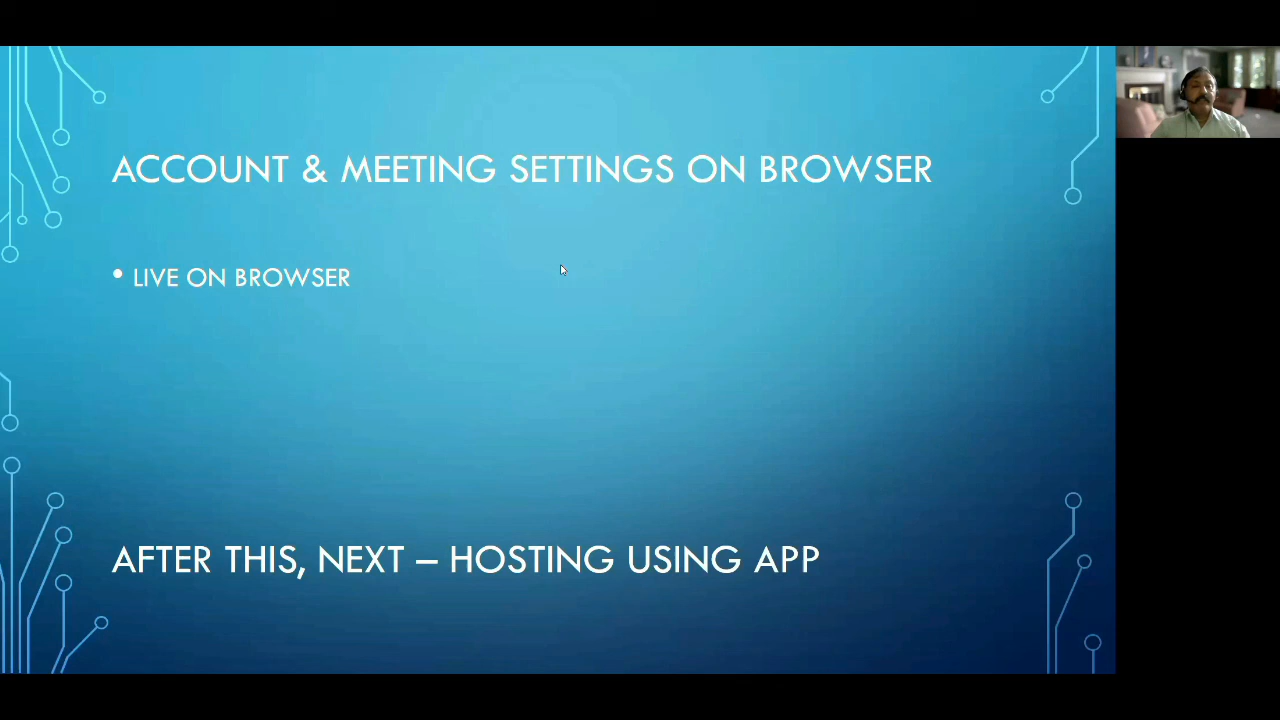 ACCOUNT & MEETING SETTINGS ON BROWSER
• LIVE ON BROWSER
AFTER THIS, NEXT – HOSTING USING APP